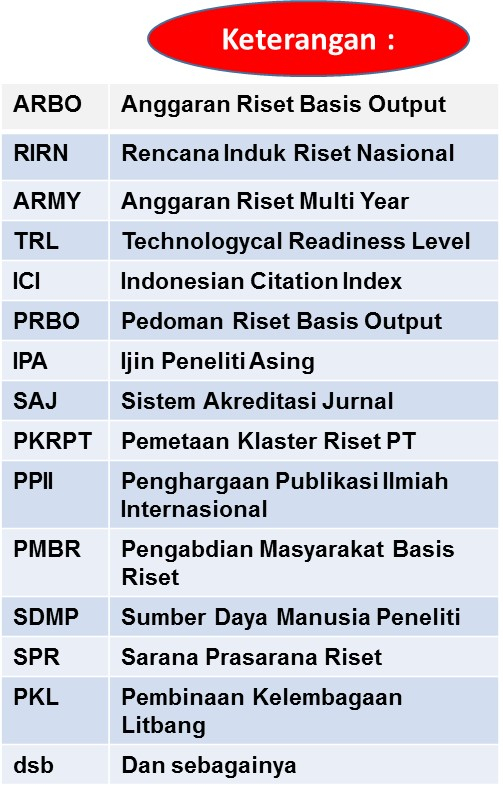 Keterangan :
ARBO Anggaran Riset Basis Output
RIRN Rencana Induk Riset Nasional
ARMY Anggaran Riset Multi Year
TRL Technologycal Readiness Level
ICI Indonesian Citation Index
PRBO Pedoman Riset Basis Output
IPA Ijin Peneliti Asing
SAJ Sistem Akreditasi Jurnal
PKRPT Pemetaan Klaster Riset PT
PPII Penghargaan Publikasi Ilmiah
Internasional
PMBR Pengabdian Masyarakat Basis
Riset
SDMP Sumber Daya Manusia Peneliti
SPR Sarana Prasarana Riset
PKL Pembinaan Kelembagaan
Litbang
dsb Dan sebagainya